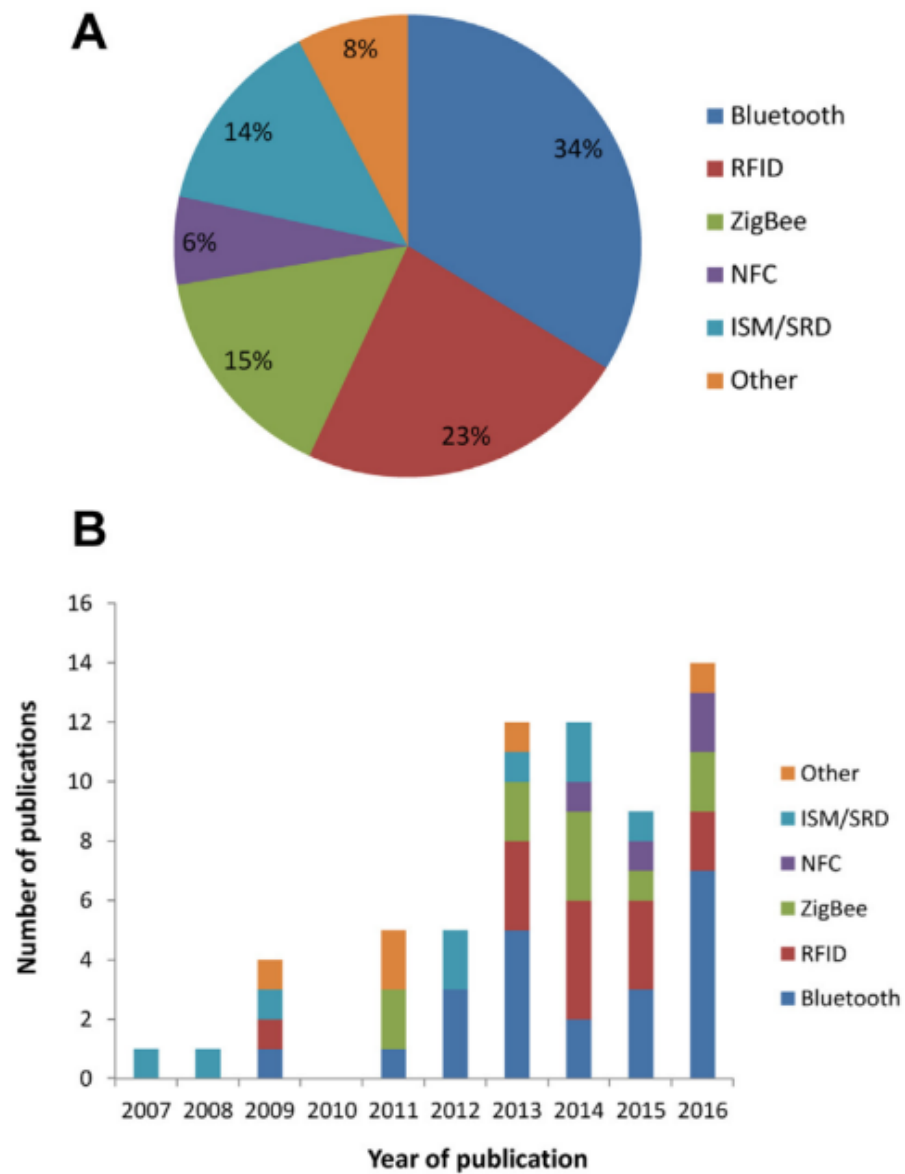 A
8%
14%
34%
6%
15%
23%
Bluetooth
RFID
ZigBee
NFC
ISM/SRD
Other
B
Number of publications
16
14
12
10
8
6
4
2
0
2007 2008 2009 2010 2011 2012 2013 2014 2015 2016
Year of publication
Other
ISM/SRD
NFC
ZigBee
RFID
Bluetooth